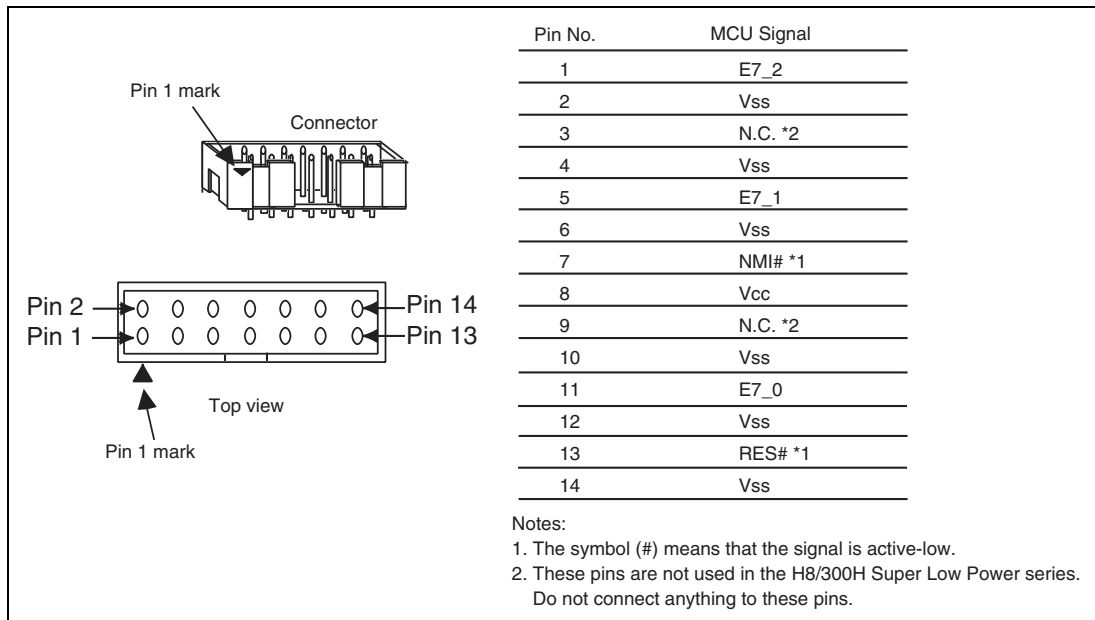 Pin 1 mark
Connector
Pin 2
Pin 14
Pin 1
Pin 13
Top view
Pin 1 mark
Pin No. MCU Signal
1 E7_2
2 Vss
3 N.C. *2
4 Vss
5 E7_1
6 Vss
7 NMI# *1
8 Vcc
9 N.C. *2
10 Vss
11 E7_0
12 Vss
13 RES# *1
14 Vss
Notes:
1. The symbol (#) means that the signal is active-low.
2. These pins are not used in the H8/300H Super Low Power series.
Do not connect anything to these pins.